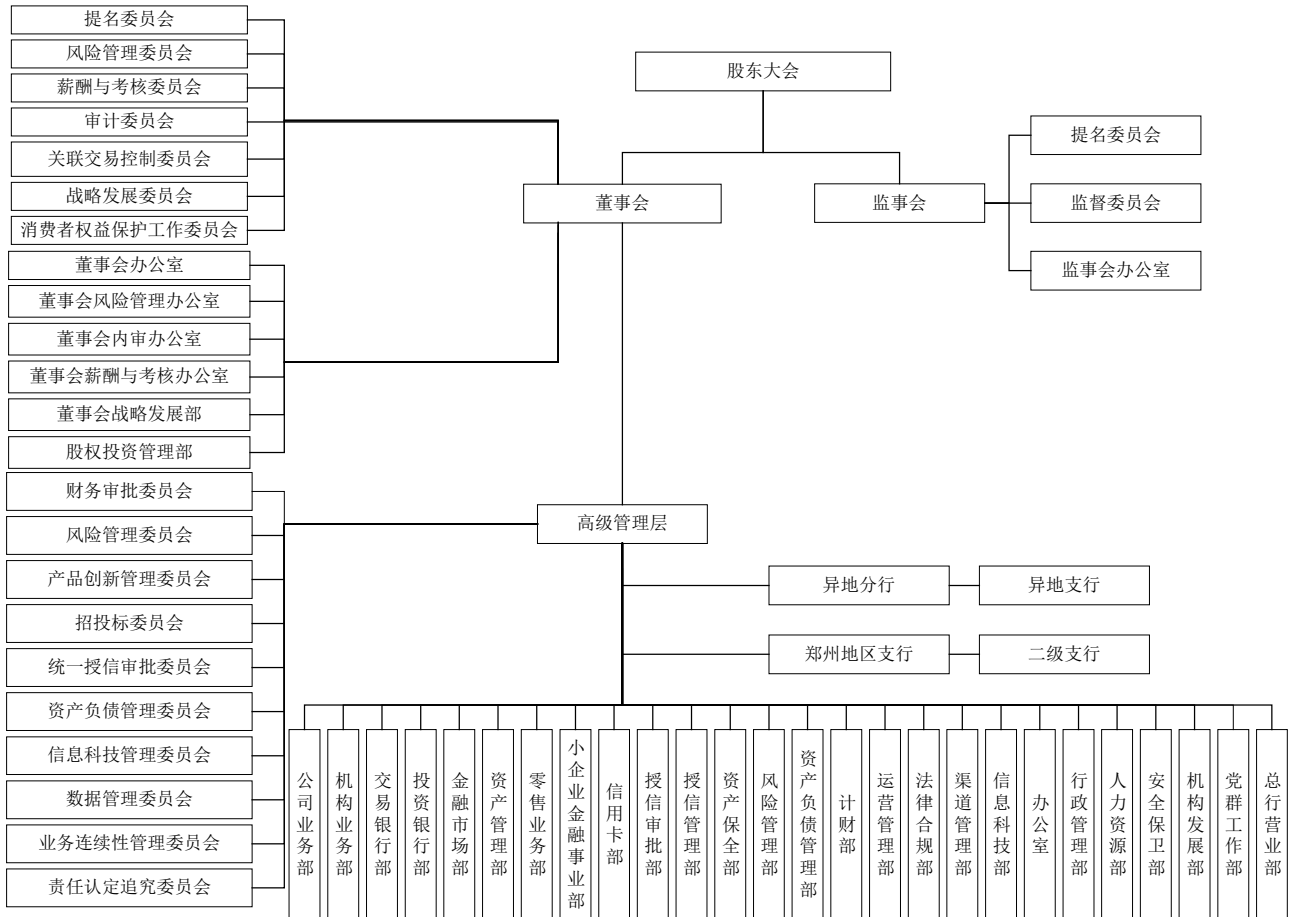 股东大会
董事会
监事会
提名委员会
监督委员会
监事会办公室
提名委员会
风险管理委员会
薪酬与考核委员会
审计委员会
关联交易控制委员会
战略发展委员会
消费者权益保护工作委员会
董事会办公室
董事会风险管理办公室
董事会内审办公室
董事会薪酬与考核办公室
董事会战略发展部
股权投资管理部
高级管理层
财务审批委员会
风险管理委员会
产品创新管理委员会
招投标委员会
统一授信审批委员会
资产负债管理委员会
信息科技管理委员会
数据管理委员会
业务连续性管理委员会
责任认定追究委员会
异地分行
异地支行
郑州地区支行
二级支行
公司业务部
机构业务部
交易银行部
投资银行部
金融市场部
资产管理部
零售业务部
小企业金融事业部
信用卡部
授信审批部
授信管理部
资产保全部
风险管理部
资产负债管理部
计财部
运营管理部
法律合规部
渠道管理部
信息科技部
办公室
行政管理部
人力资源部
安全保卫部
机构发展部
党群工作部
总行营业部